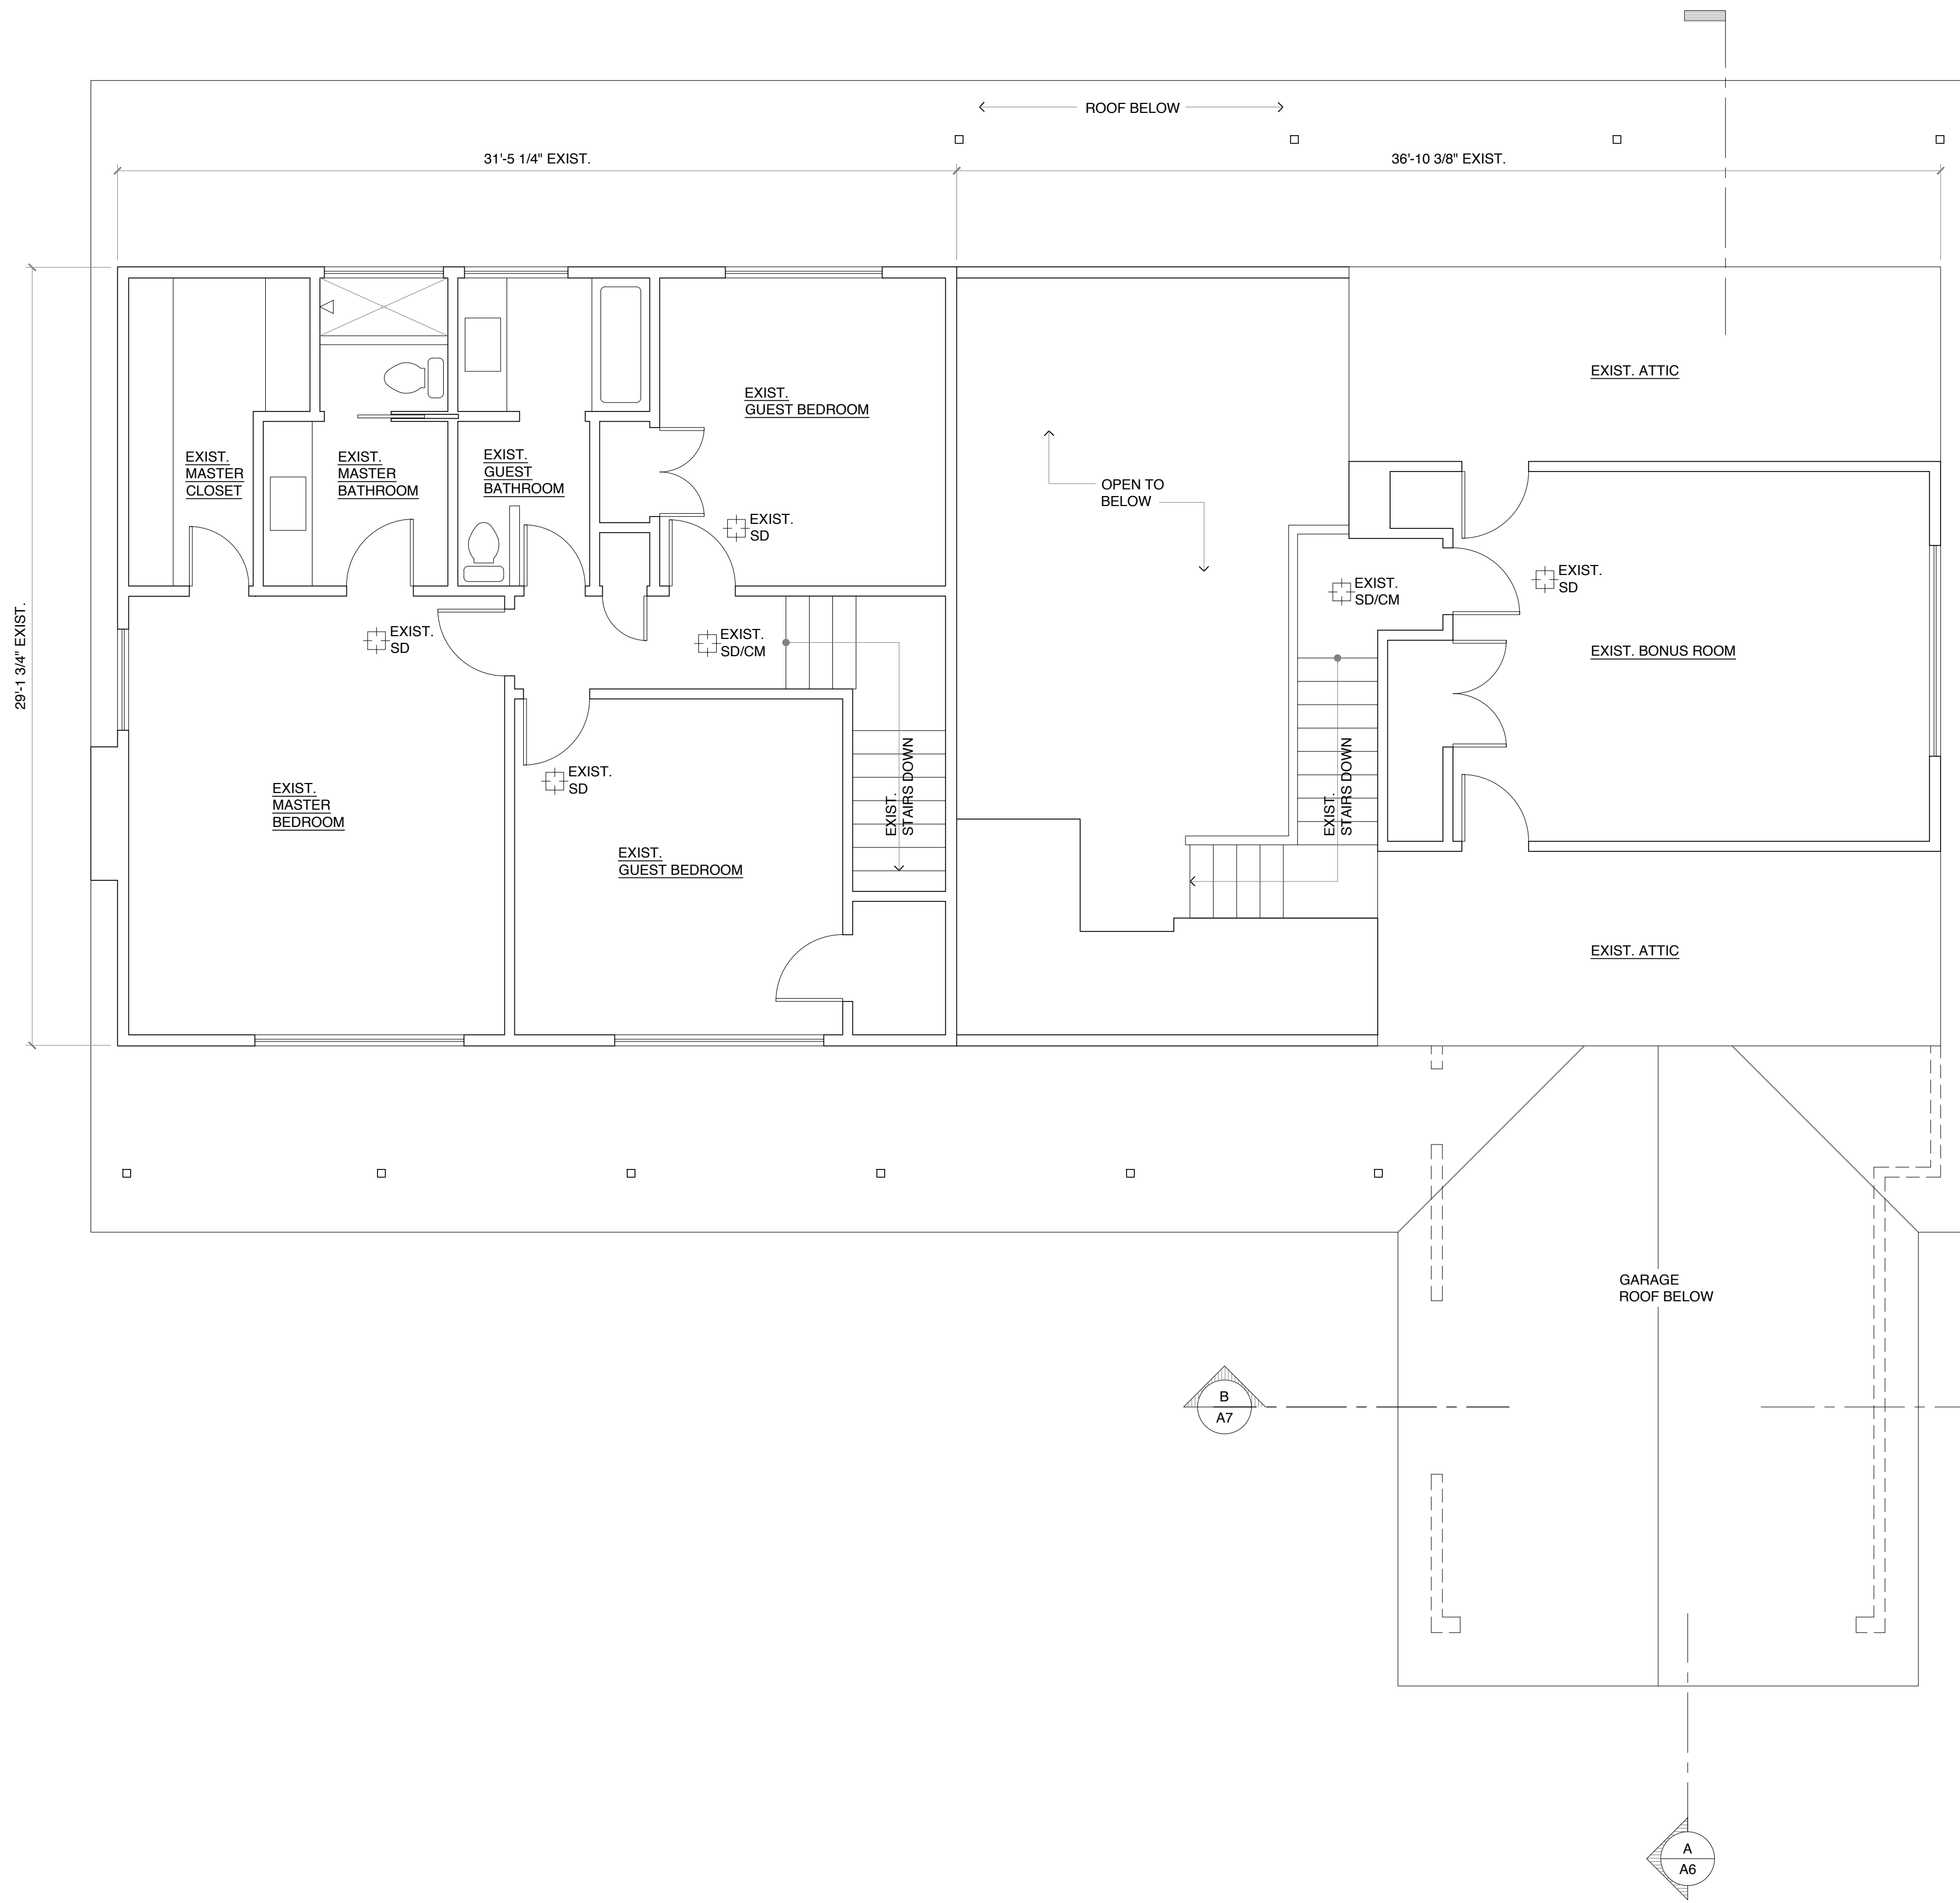 ROOF BELOW
31'-5 1/4" EXIST.
36'-10 3/8" EXIST.
29'-1 3/4" EXIST.
EXIST. ATTIC
EXIST.
GUEST BEDROOM
EXIST.
MASTER
CLOSET
EXIST.
MASTER
BATHROOM
EXIST.
GUEST
BATHROOM
OPEN TO
BELOW
EXIST.
SD
EXIST.
SD/CM
EXIST.
SD
EXIST.
SD
EXIST.
SD/CM
EXIST. BONUS ROOM
EXIST.
SD
EXIST.
STAIRS DOWN
EXIST.
STAIRS DOWN
EXIST.
MASTER
BEDROOM
EXIST.
GUEST BEDROOM
EXIST. ATTIC
GARAGE
ROOF BELOW
B
A7
A
A6